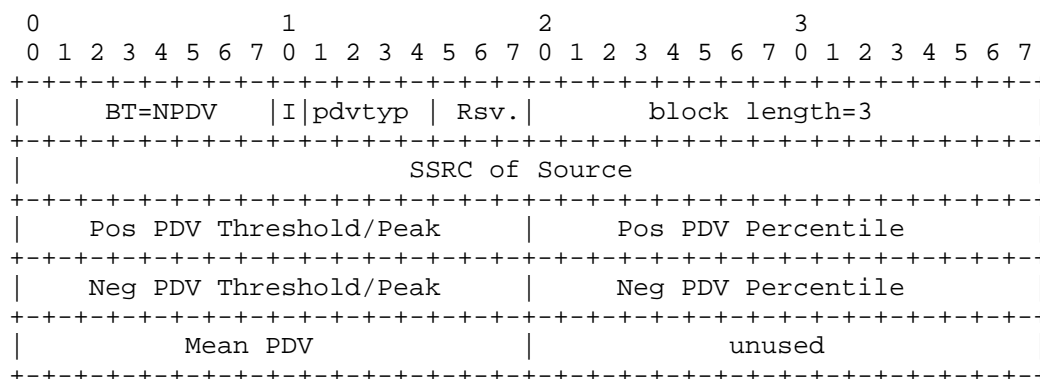 0                   1                   2                   3
 0 1 2 3 4 5 6 7 0 1 2 3 4 5 6 7 0 1 2 3 4 5 6 7 0 1 2 3 4 5 6 7
+-+-+-+-+-+-+-+-+-+-+-+-+-+-+-+-+-+-+-+-+-+-+-+-+-+-+-+-+-+-+-+--
|     BT=NPDV   |I|pdvtyp | Rsv.|       block length=3          |
+-+-+-+-+-+-+-+-+-+-+-+-+-+-+-+-+-+-+-+-+-+-+-+-+-+-+-+-+-+-+-+--
|                        SSRC of Source                         |
+-+-+-+-+-+-+-+-+-+-+-+-+-+-+-+-+-+-+-+-+-+-+-+-+-+-+-+-+-+-+-+--
|    Pos PDV Threshold/Peak     |     Pos PDV Percentile        |
+-+-+-+-+-+-+-+-+-+-+-+-+-+-+-+-+-+-+-+-+-+-+-+-+-+-+-+-+-+-+-+--
|    Neg PDV Threshold/Peak     |     Neg PDV Percentile        |
+-+-+-+-+-+-+-+-+-+-+-+-+-+-+-+-+-+-+-+-+-+-+-+-+-+-+-+-+-+-+-+--
|          Mean PDV             |            unused             |
+-+-+-+-+-+-+-+-+-+-+-+-+-+-+-+-+-+-+-+-+-+-+-+-+-+-+-+-+-+-+-+--